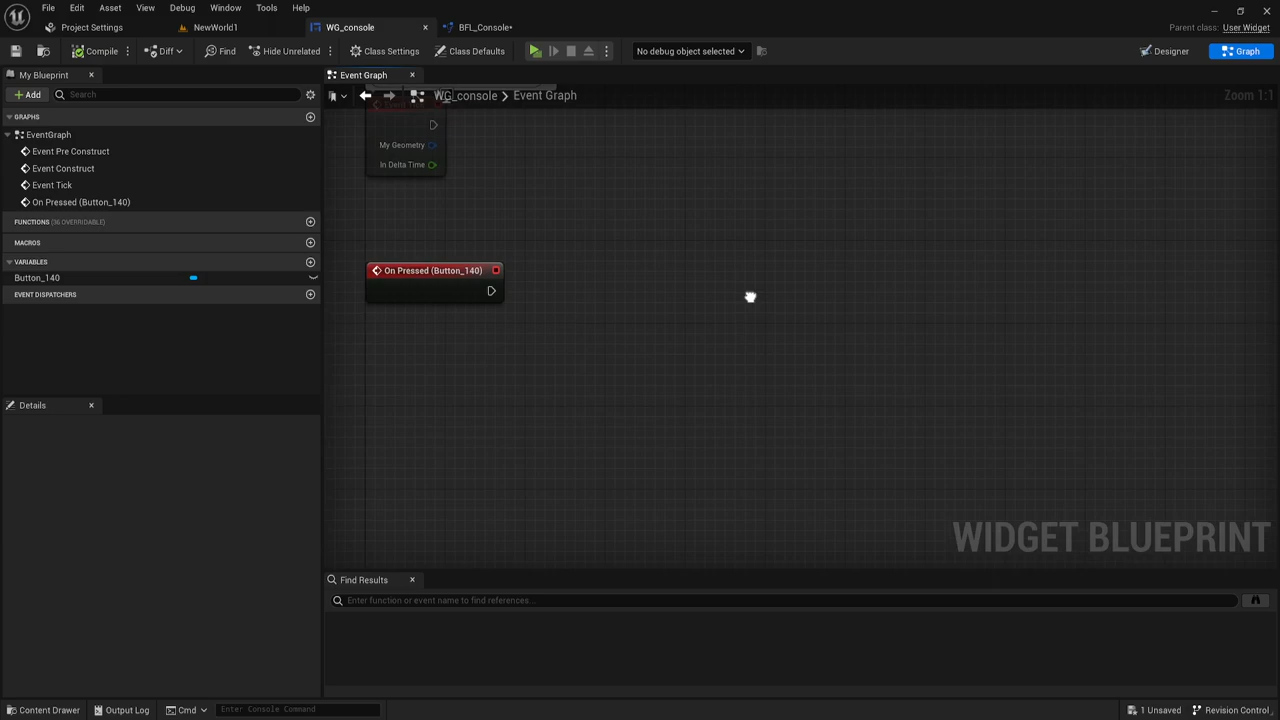 File Edit Asset View Debug Window Tools Help
Project Settings NewWorld1 WG_console BFL_Console* Parent class: User Widget
Compile Diff Find Hide Unrelated Class Settings Class Defaults No debug object selected Designer Graph
My Blueprint Event Graph
Add Search WG_console > Event Graph Zoom 1:1
GRAPHS
EventGraph
My Geometry
Event Pre Construct
In Delta Time
Event Construct
Event Tick
On Pressed (Button_140)
FUNCTIONS (36 OVERRIDABLE)
MACROS
VARIABLES
On Pressed (Button_140)
Button_140
EVENT DISPATCHERS
Details
WIDGET BLUEPRINT
Find Results
Enter function or event name to find references...
Content Drawer Output Log Cmd Enter Console Command 1 Unsaved Revision Control